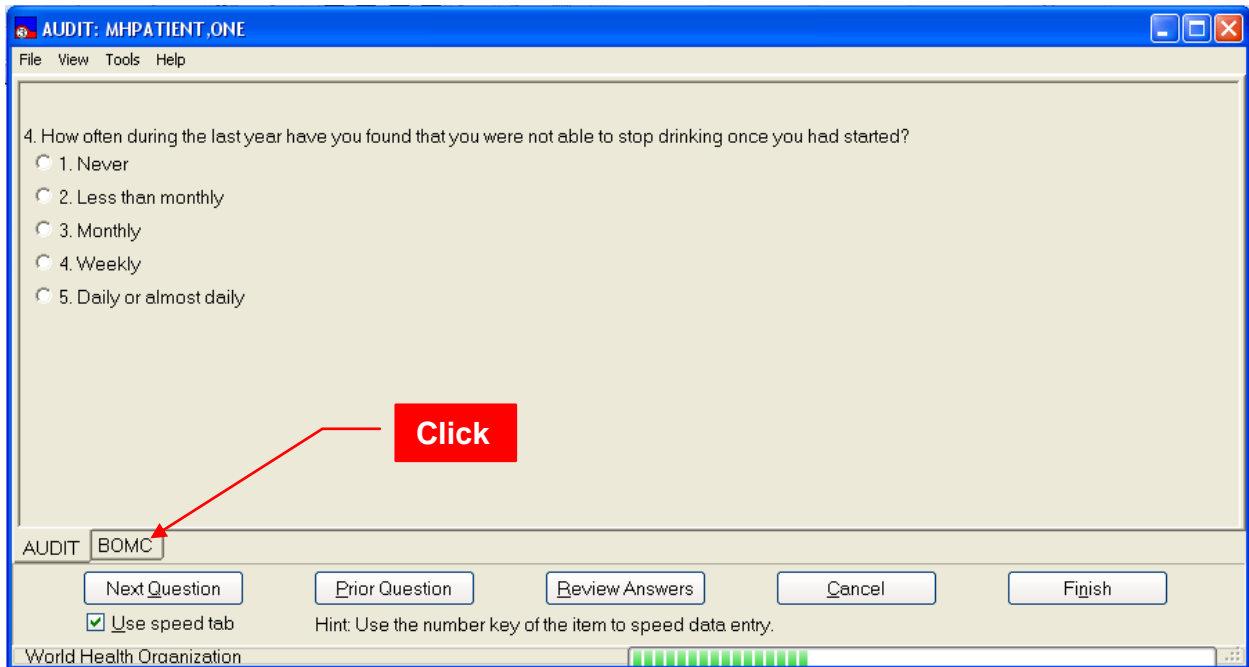 AUDIT: MHPATIENT,ONE
File View Tools Help
4. How often during the last year have you found that you were not able to stop drinking once you had started?
1. Never
2. Less than monthly
3. Monthly
4. Weekly
5. Daily or almost daily
Click
AUDIT BOMC
Next Question Prior Question Review Answers Cancel Finish
Use speed tab Hint: Use the number key of the item to speed data entry.
World Health Organization